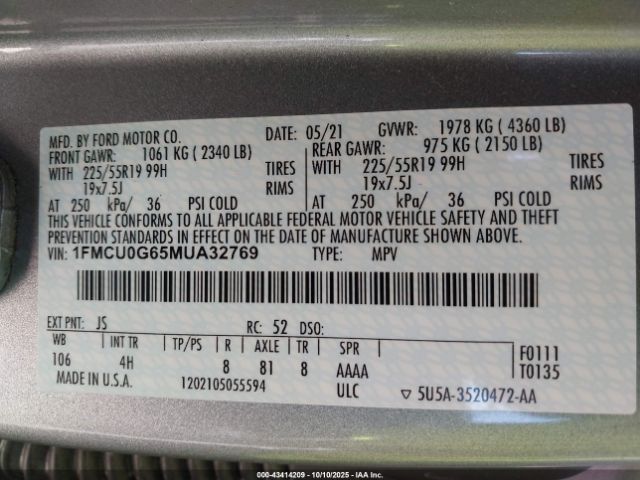 MFD. BY FORD MOTOR CO. DATE: 05/21 GVWR: 1978 KG ( 4360 LB)
FRONT GAWR: 1061 KG ( 2340 LB) REAR GAWR: 975 KG ( 2150 LB)
WITH 225/55R19 99H TIRES WITH 225/55R19 99H TIRES
19x7.5J RIMS 19x7.5J RIMS
AT 250 kPa/ 36 PSI COLD AT 250 kPa/ 36 PSI COLD
THIS VEHICLE CONFORMS TO ALL APPLICABLE FEDERAL MOTOR VEHICLE SAFETY AND THEFT
PREVENTION STANDARDS IN EFFECT ON THE DATE OF MANUFACTURE SHOWN ABOVE.
VIN: 1FMCU0G65MUA32769 TYPE: MPV
EXT PNT: JS RC: 52 DSO:
WB INT TR TP/PS R AXLE TR SPR
106 4H 8 81 8 AAAA F0111
T0135
MADE IN U.S.A. 1202105055594 ULC ▽ 5U5A-3520472-AA
000-43414209 - 10/10/2025 - IAA Inc.